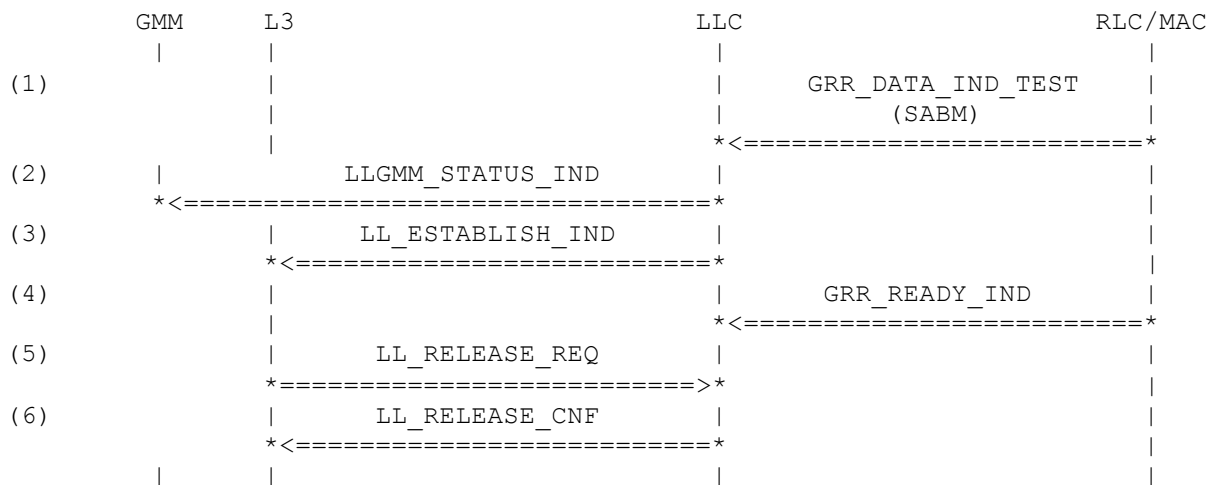 GMM L3 LLC RLC/MAC
(1) GRR_DATA_IND_TEST
(SABM)
(2) LLGMM_STATUS_IND
(3) LL_ESTABLISH_IND
(4) GRR_READY_IND
(5) LL_RELEASE_REQ
(6) LL_RELEASE_CNF